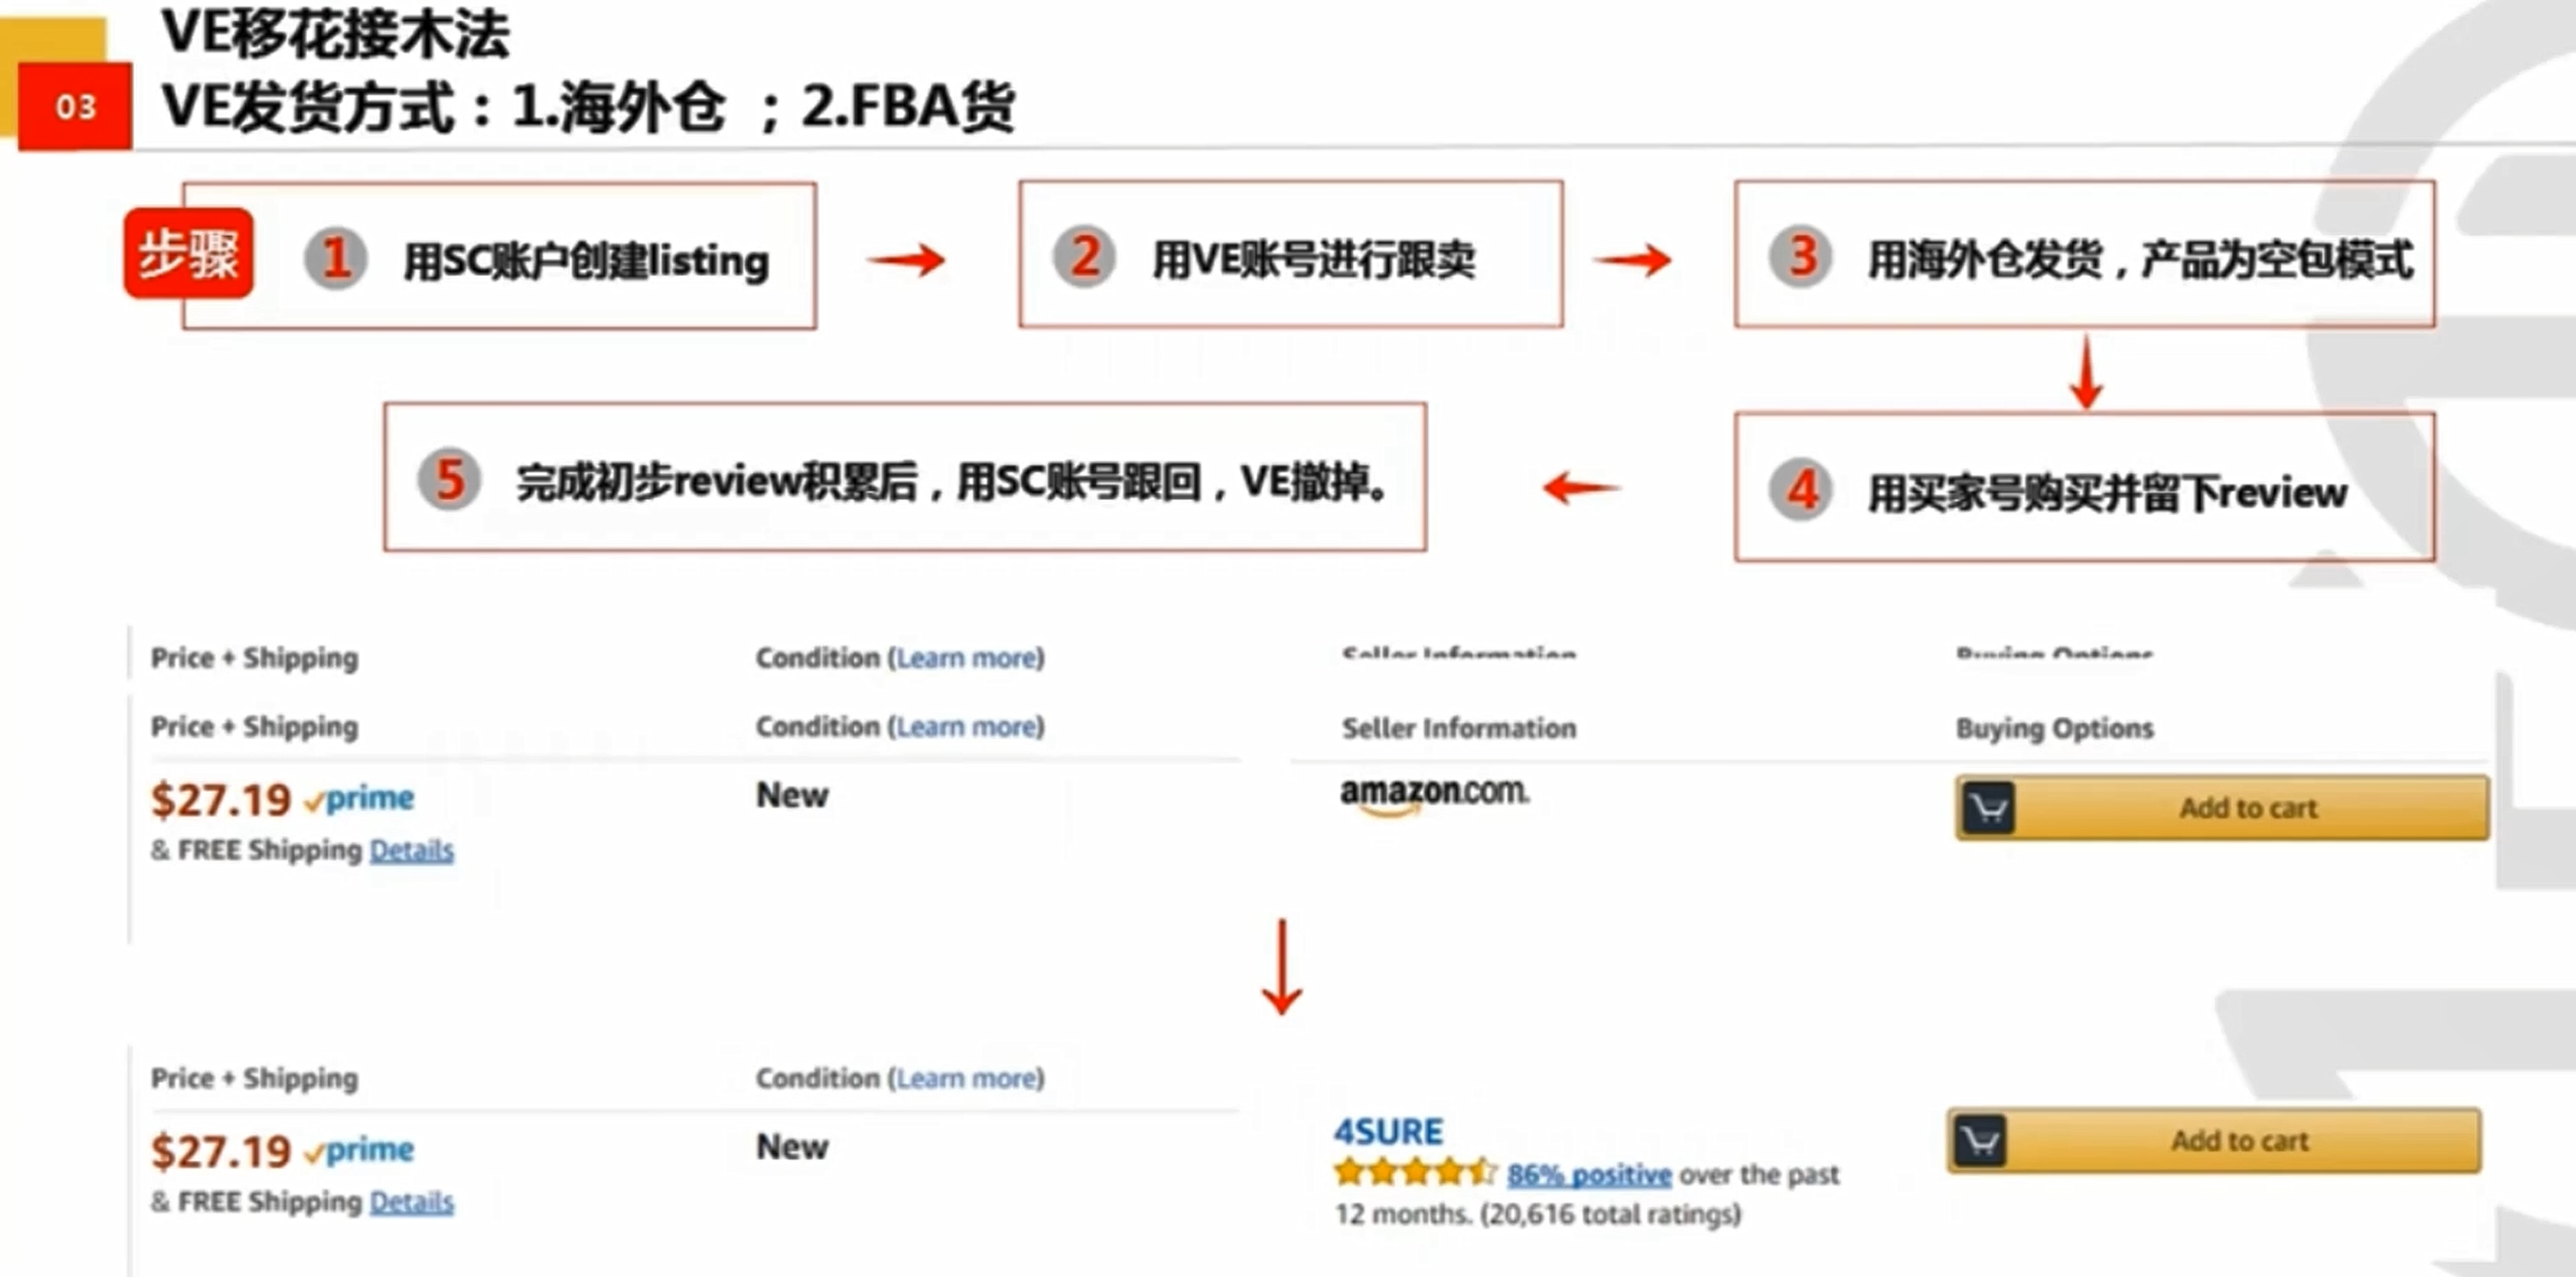 VE移花接木法
03
VE发货方式：1.海外仓 ；2.FBA货
步骤
1 用SC账户创建listing
2 用VE账号进行跟卖
3 用海外仓发货，产品为空包模式
4 用买家号购买并留下review
5 完成初步review积累后，用SC账号跟回，VE撤掉。
Price + Shipping Condition (Learn more) Seller Information Buying Options
Price + Shipping Condition (Learn more) Seller Information Buying Options
$27.19 prime New amazon.com. Add to cart
& FREE Shipping Details
Price + Shipping Condition (Learn more)
$27.19 prime New 4SURE Add to cart
86% positive over the past
& FREE Shipping Details 12 months. (20,616 total ratings)